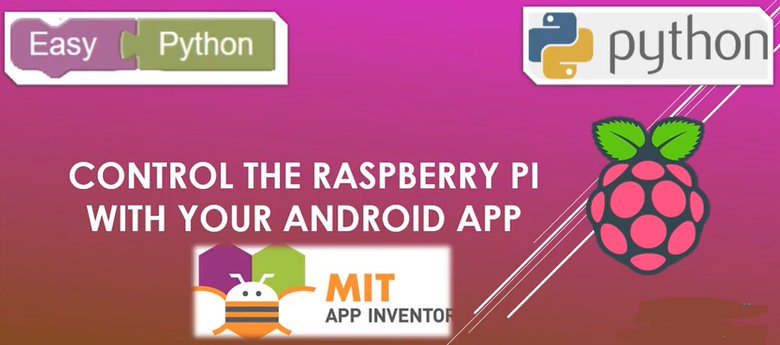 Easy Python
python
CONTROL THE RASPBERRY PI
WITH YOUR ANDROID APP
MIT
APP INVENTOR